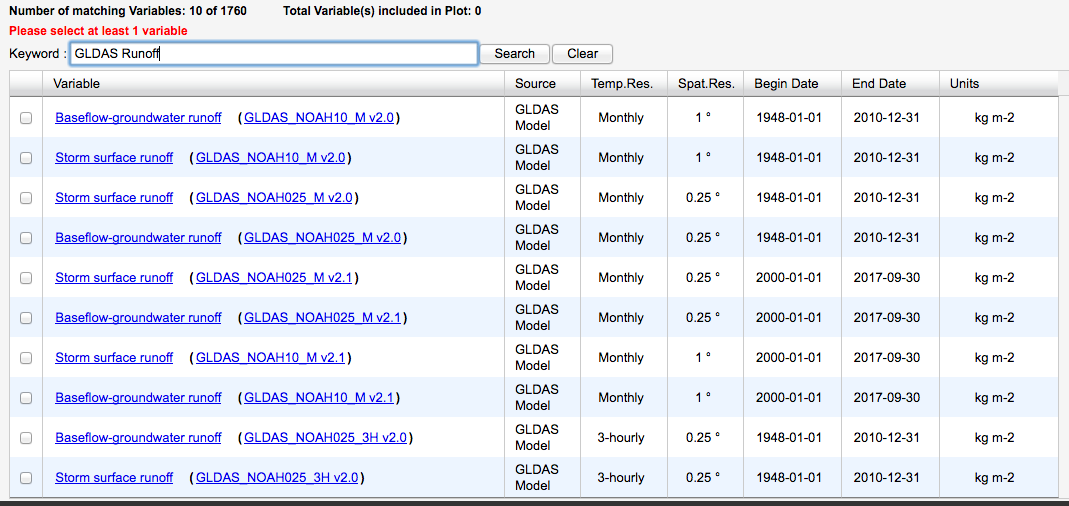 Number of matching Variables: 10 of 1760 Total Variable(s) included in Plot: 0
Please select at least 1 variable
Keyword : GLDAS Runoff Search Clear
Variable Source Temp.Res. Spat.Res. Begin Date End Date Units
Baseflow-groundwater runoff (GLDAS_NOAH10_M v2.0) GLDAS Model Monthly 1 ° 1948-01-01 2010-12-31 kg m-2
Storm surface runoff (GLDAS_NOAH10_M v2.0) GLDAS Model Monthly 1 ° 1948-01-01 2010-12-31 kg m-2
Storm surface runoff (GLDAS_NOAH025_M v2.0) GLDAS Model Monthly 0.25 ° 1948-01-01 2010-12-31 kg m-2
Baseflow-groundwater runoff (GLDAS_NOAH025_M v2.0) GLDAS Model Monthly 0.25 ° 1948-01-01 2010-12-31 kg m-2
Storm surface runoff (GLDAS_NOAH025_M v2.1) GLDAS Model Monthly 0.25 ° 2000-01-01 2017-09-30 kg m-2
Baseflow-groundwater runoff (GLDAS_NOAH025_M v2.1) GLDAS Model Monthly 0.25 ° 2000-01-01 2017-09-30 kg m-2
Storm surface runoff (GLDAS_NOAH10_M v2.1) GLDAS Model Monthly 1 ° 2000-01-01 2017-09-30 kg m-2
Baseflow-groundwater runoff (GLDAS_NOAH10_M v2.1) GLDAS Model Monthly 1 ° 2000-01-01 2017-09-30 kg m-2
Baseflow-groundwater runoff (GLDAS_NOAH025_3H v2.0) GLDAS Model 3-hourly 0.25 ° 1948-01-01 2010-12-31 kg m-2
Storm surface runoff (GLDAS_NOAH025_3H v2.0) GLDAS Model 3-hourly 0.25 ° 1948-01-01 2010-12-31 kg m-2